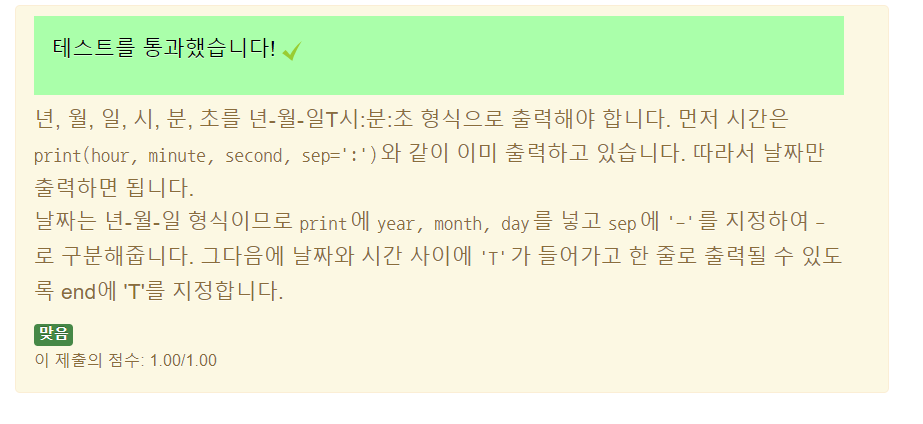 테스트를 통과했습니다!
년, 월, 일, 시, 분, 초를 년-월-일T시:분:초 형식으로 출력해야 합니다. 먼저 시간은
print(hour, minute, second, sep=':')와 같이 이미 출력하고 있습니다. 따라서 날짜만
출력하면 됩니다.
날짜는 년-월-일 형식이므로 print에 year, month, day를 넣고 sep에 '-'를 지정하여 -
로 구분해줍니다. 그다음에 날짜와 시간 사이에 'T'가 들어가고 한 줄로 출력될 수 있도
록 end에 'T'를 지정합니다.
맞음
이 제출의 점수: 1.00/1.00